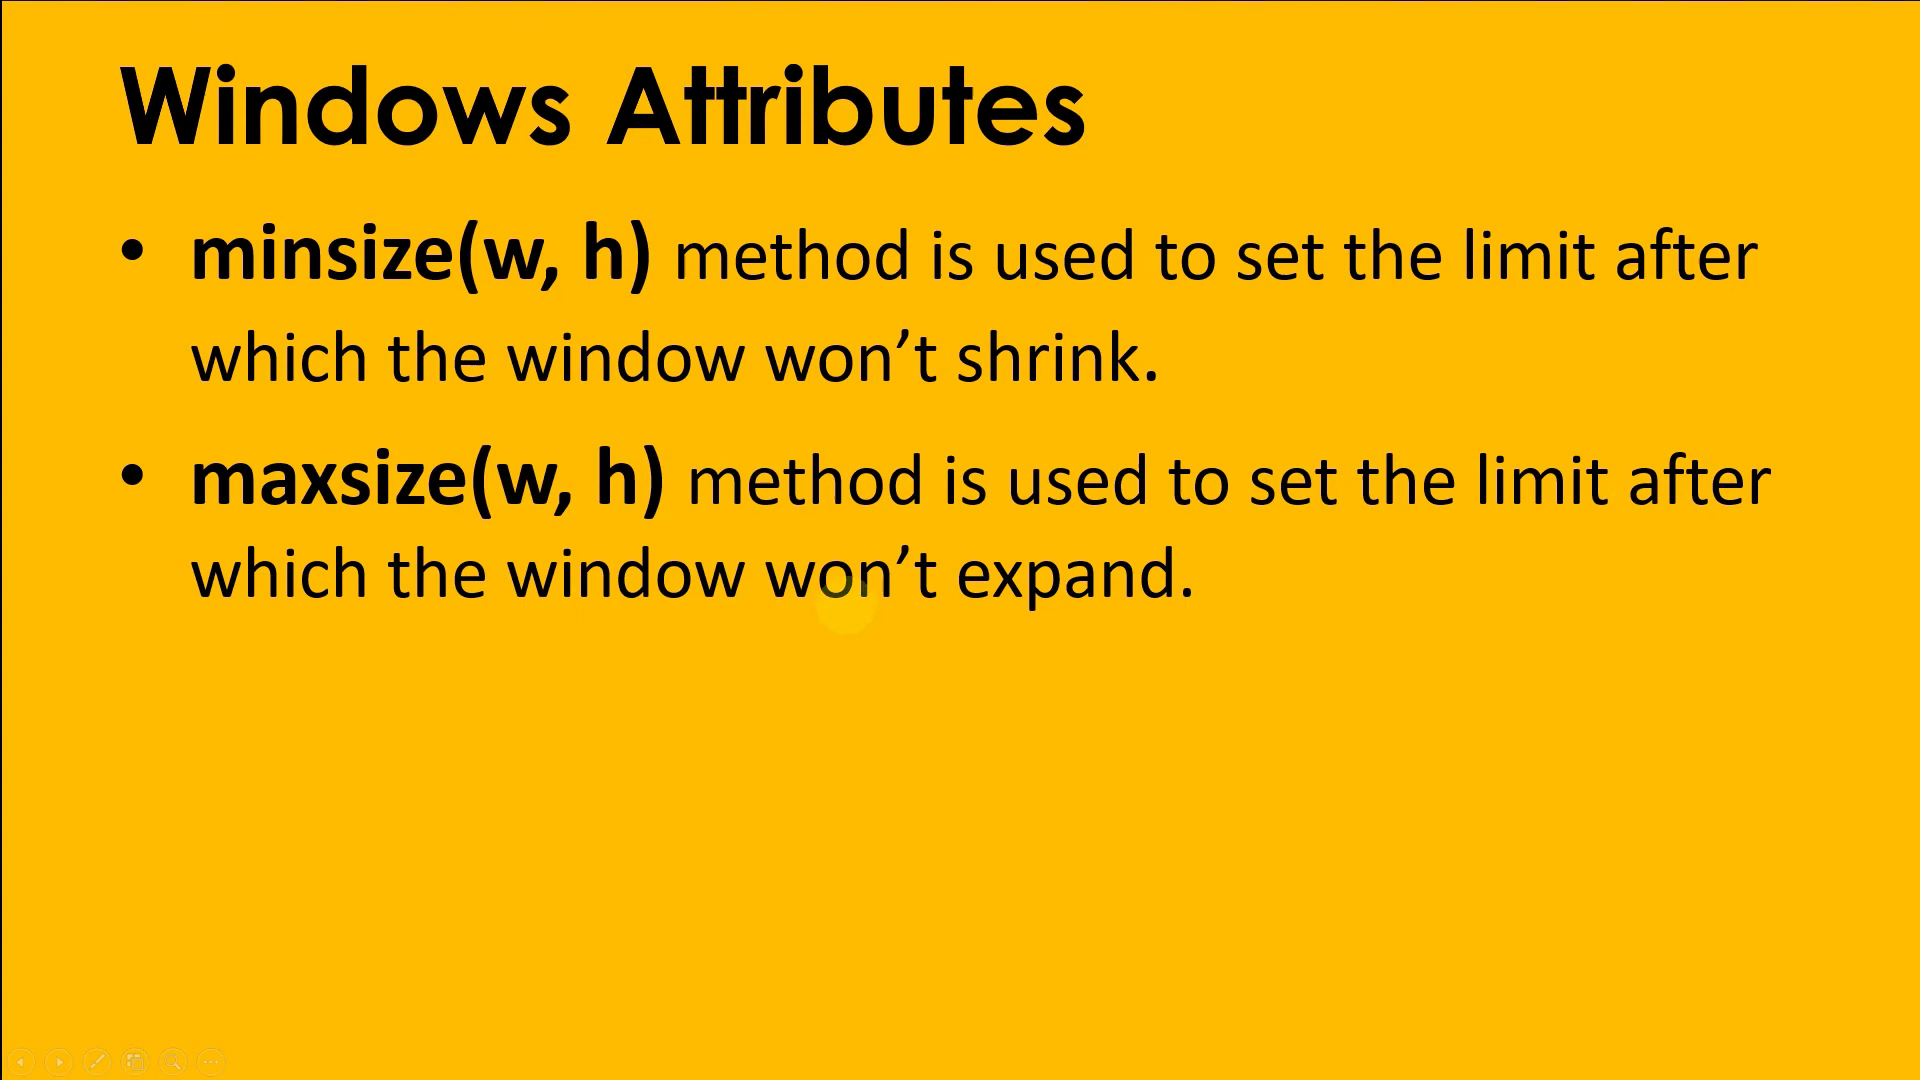 Windows Attributes
• minsize(w, h) method is used to set the limit after
which the window won’t shrink.
• maxsize(w, h) method is used to set the limit after
which the window won’t expand.